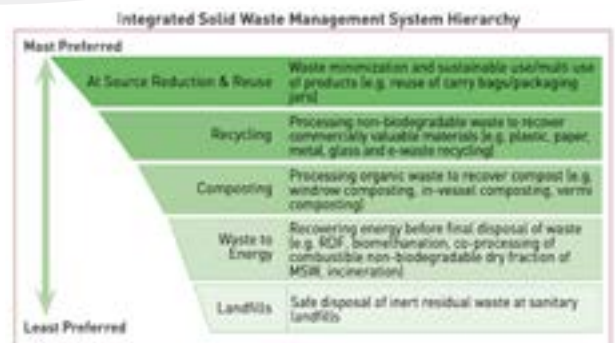 Integrated Solid Waste Management System Hierarchy
Most Preferred
At Source Reduction & Reuse
Waste minimization and sustainable use/multi use
of products (e.g. reuse of carry bags/packaging
jars)
Recycling
Processing non-biodegradable waste to recover
commercially valuable materials (e.g. plastic, paper,
metal, glass and e-waste recycling)
Composting
Processing organic waste to recover compost (e.g.
windrow composting, in-vessel composting, vermi
composting)
Waste to
Energy
Recovering energy before final disposal of waste
(e.g. RDF, biomethanation, co-processing of
combustible non-biodegradable dry fraction of
MSW, incineration)
Landfills
Safe disposal of inert residual waste at sanitary
landfills
Least Preferred